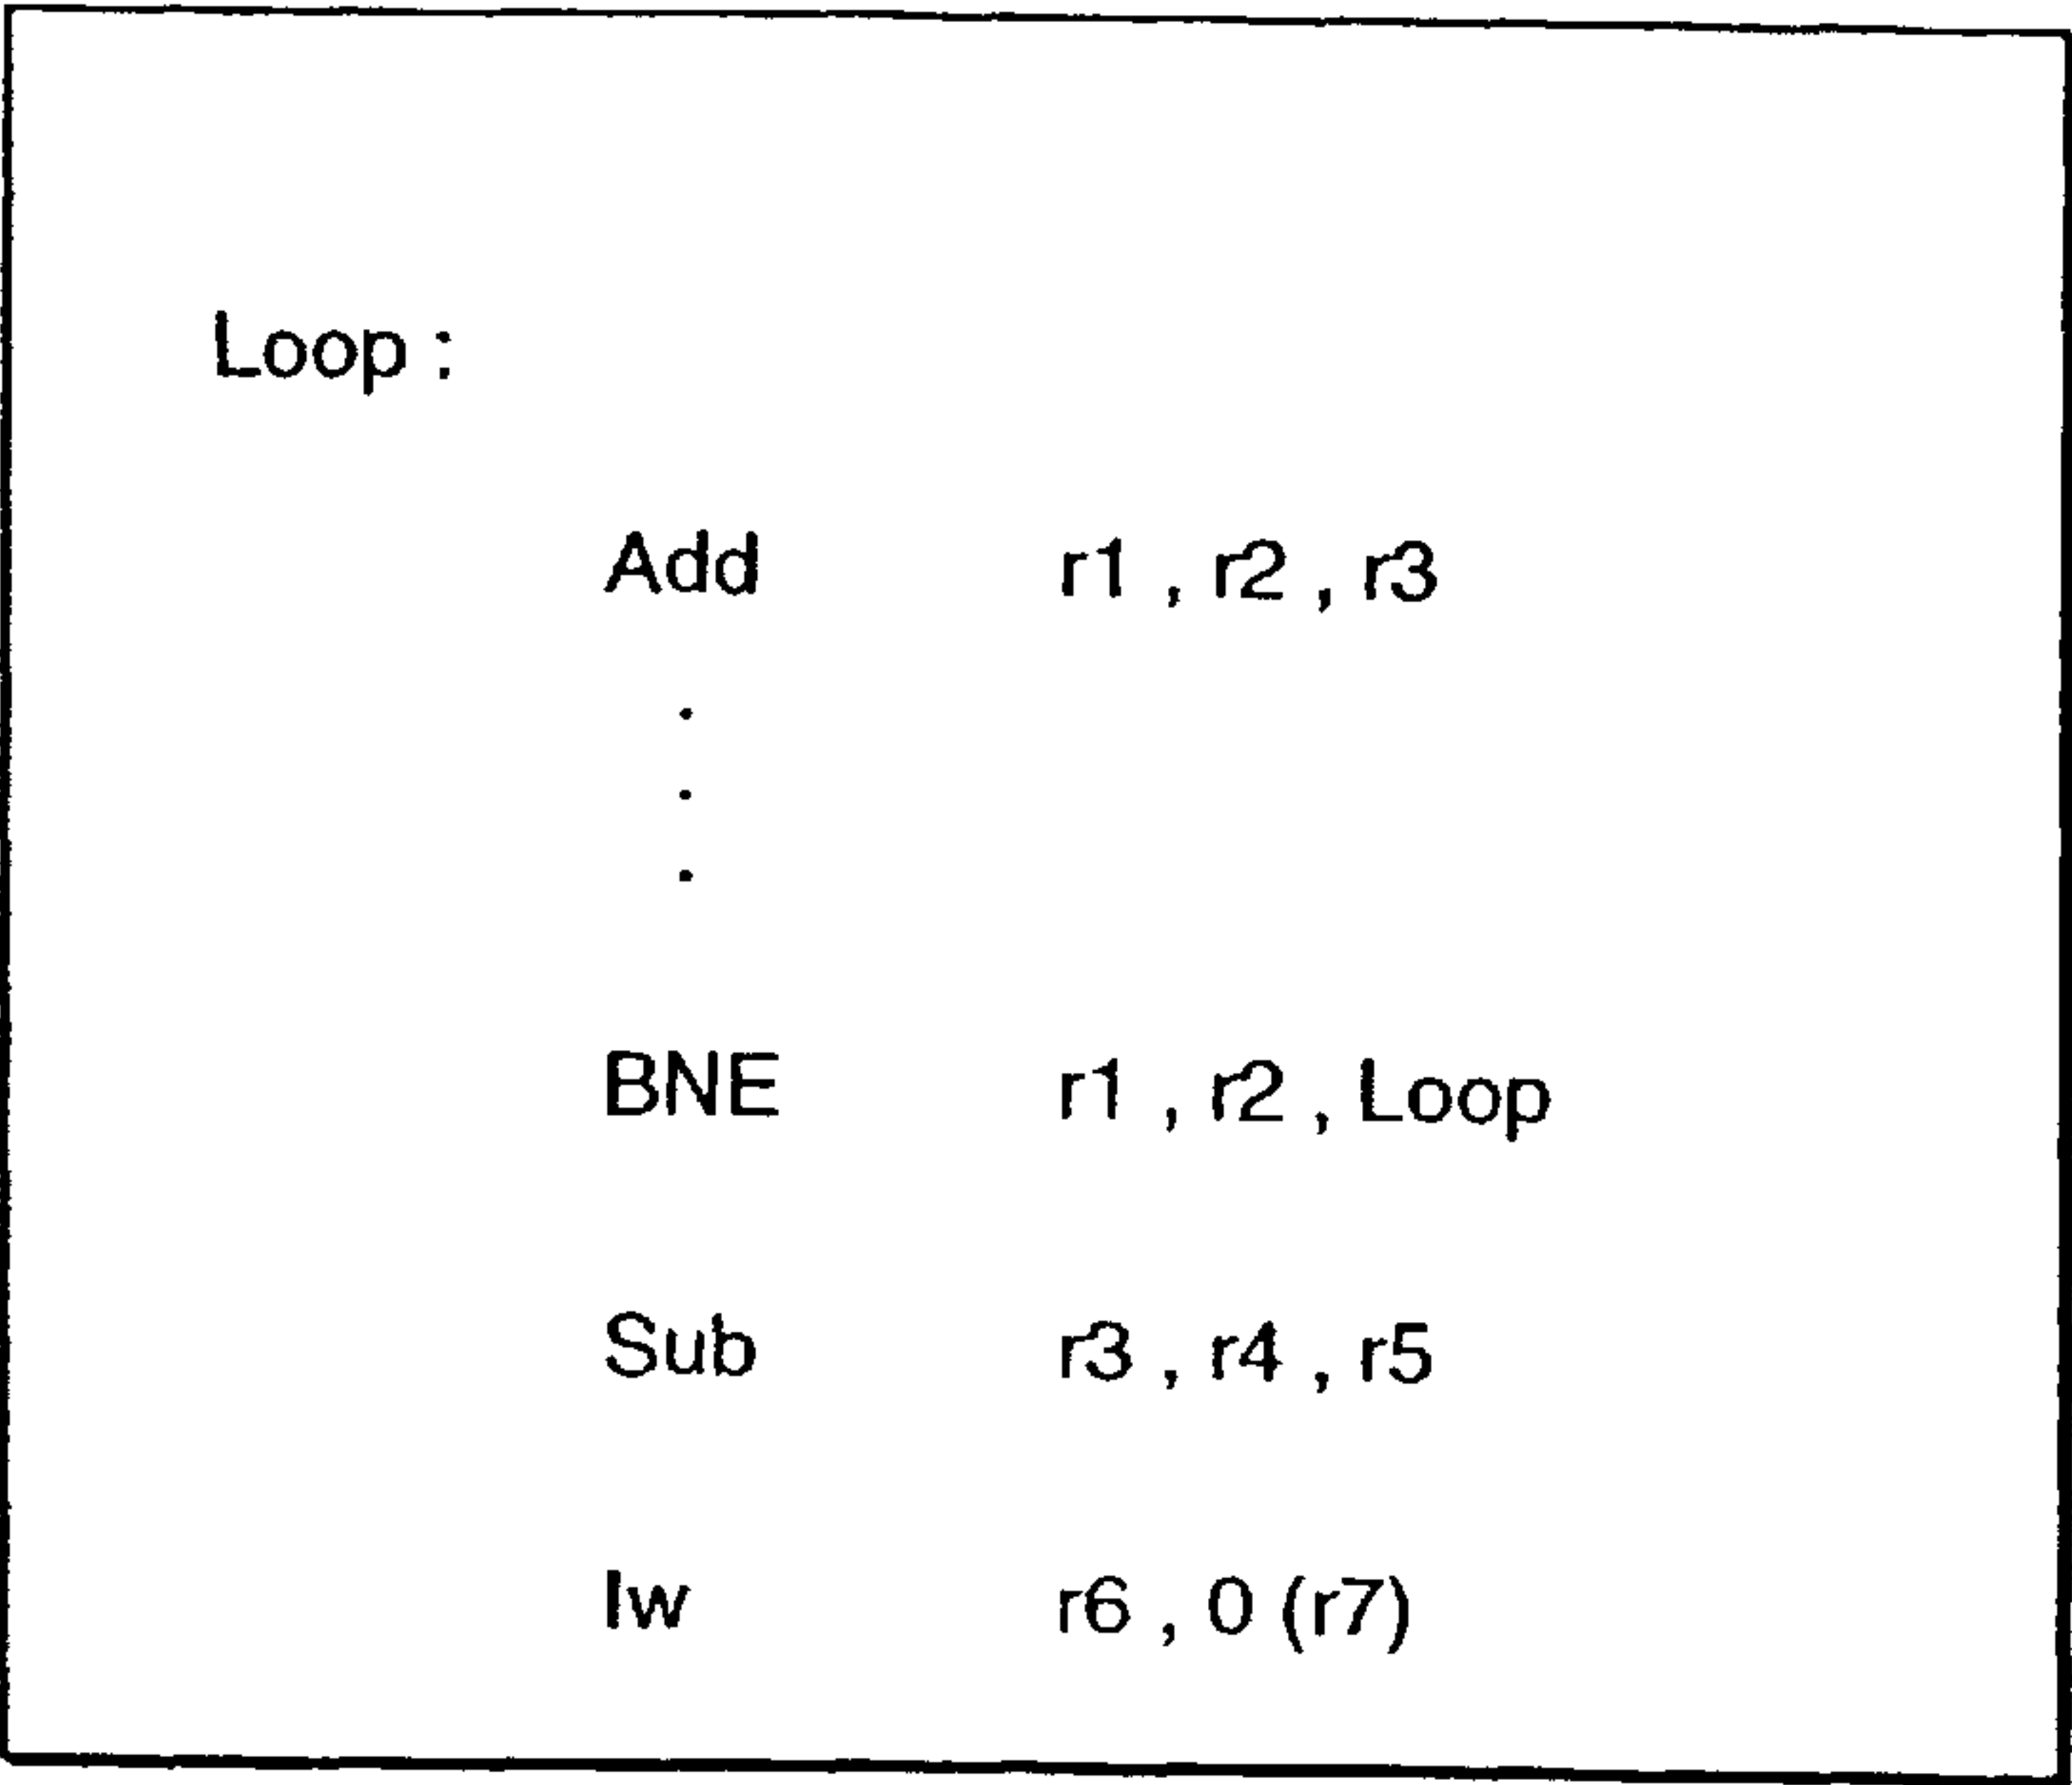 Loop :
Add r1 , r2 , r3
.
.
.
BNE r1 , r2 , Loop
Sub r3 , r4 , r5
lw r6 , 0 (r7)